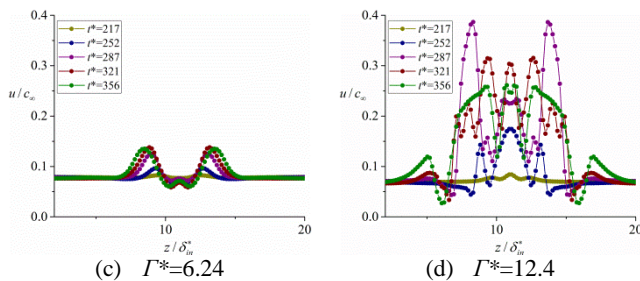 0.4
t*=217
t*=252
0.3
t*=287
t*=321
u / c∞
t*=356
0.2
0.1
0.0
10
20
z / δ*in
(c) Γ*=6.24
0.4
t*=217
t*=252
0.3
t*=287
t*=321
u / c∞
t*=356
0.2
0.1
0.0
10
20
z / δ*in
(d) Γ*=12.4